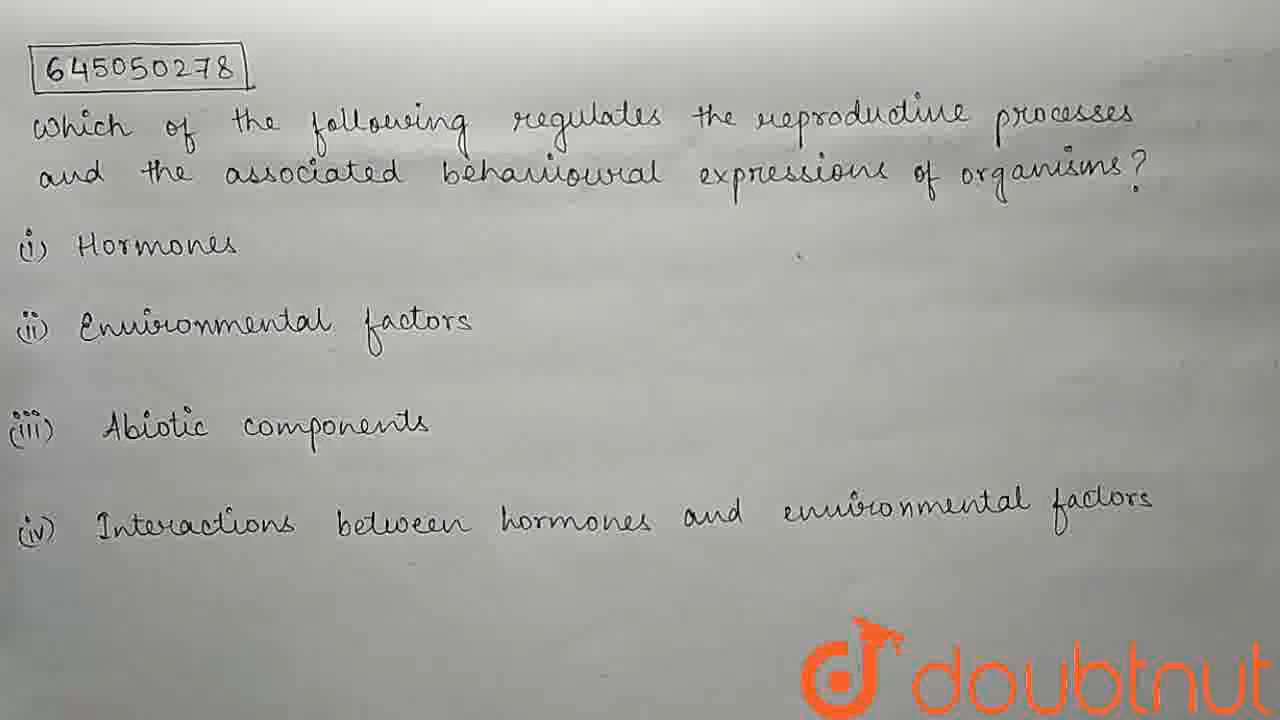 645050278
Which of the following regulates the reproductive processes
and the associated behavioural expressions of organisms?
(i) Hormones
(ii) Environmental factors
(iii) Abiotic components
(iv) Interactions between hormones and environmental factors
doubtnut